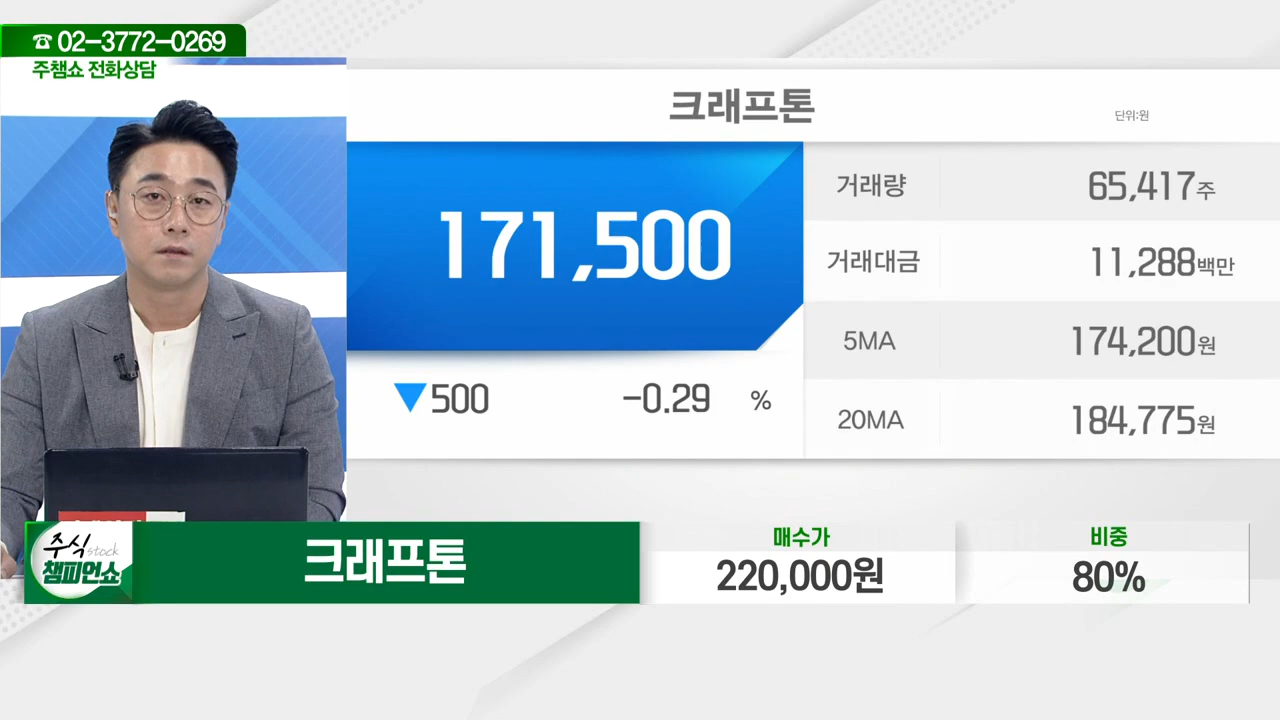 ☎ 02-3772-0269
주챔쇼 전화상담
크래프톤
단위:원
171,500
▼500 -0.29 %
거래량 65,417주
거래대금 11,288백만
5MA 174,200원
20MA 184,775원
주식 stock
챔피언쇼
크래프톤
매수가
220,000원
비중
80%